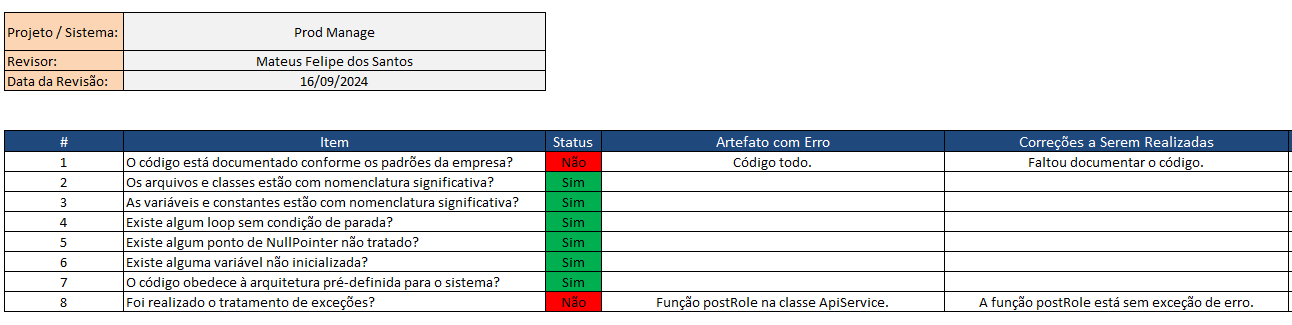 Projeto / Sistema: Prod Manage
Revisor: Mateus Felipe dos Santos
Data da Revisão: 16/09/2024
# Item Status Artefato com Erro Correções a Serem Realizadas
1 O código está documentado conforme os padrões da empresa? Não Código todo. Faltou documentar o código.
2 Os arquivos e classes estão com nomenclatura significativa? Sim
3 As variáveis e constantes estão com nomenclatura significativa? Sim
4 Existe algum loop sem condição de parada? Sim
5 Existe algum ponto de NullPointer não tratado? Sim
6 Existe alguma variável não inicializada? Sim
7 O código obedece à arquitetura pré-definida para o sistema? Sim
8 Foi realizado o tratamento de exceções? Não Função postRole na classe ApiService. A função postRole está sem exceção de erro.